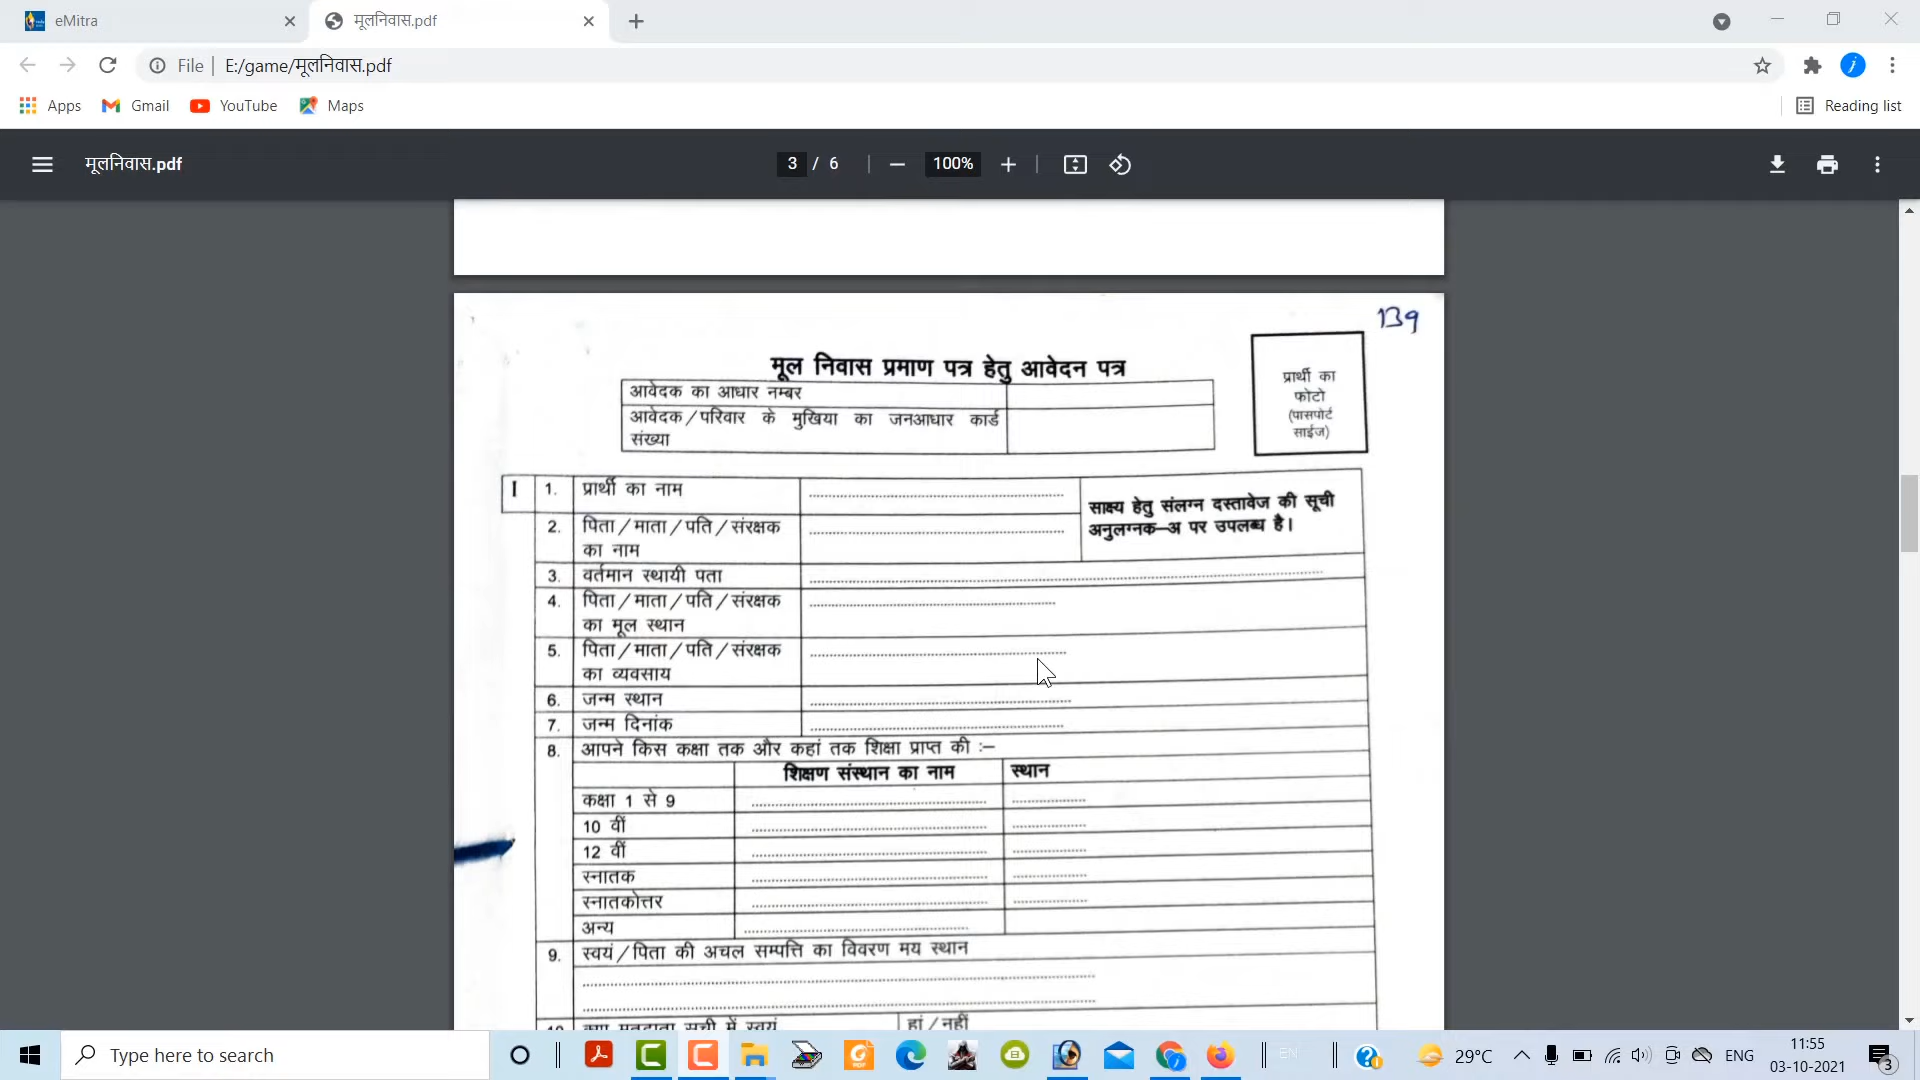 eMitra
मूलनिवास.pdf
File
E:/game/मूलनिवास.pdf
Apps
Gmail
YouTube
Maps
Reading list
मूलनिवास.pdf
3 / 6
100%
139
मूल निवास प्रमाण पत्र हेतु आवेदन पत्र
प्रार्थी का
फोटो
(पासपोर्ट
साईज)
आवेदक का आधार नम्बर
आवेदक/परिवार के मुखिया का जनआधार कार्ड
संख्या
I 1. प्रार्थी का नाम
साक्ष्य हेतु संलग्न दस्तावेज की सूची
अनुलग्नक–अ पर उपलब्ध है।
2. पिता/माता/पति/संरक्षक
का नाम
3. वर्तमान स्थायी पता
4. पिता/माता/पति/संरक्षक
का मूल स्थान
5. पिता/माता/पति/संरक्षक
का व्यवसाय
6. जन्म स्थान
7. जन्म दिनांक
8. आपने किस कक्षा तक और कहां तक शिक्षा प्राप्त की :–
शिक्षण संस्थान का नाम स्थान
कक्षा 1 से 9
10 वीं
12 वीं
स्नातक
स्नातकोत्तर
अन्य
9. स्वयं/पिता की अचल सम्पत्ति का विवरण मय स्थान
हां/नहीं
Type here to search
EN
29°C
ENG
11:55
03-10-2021
3